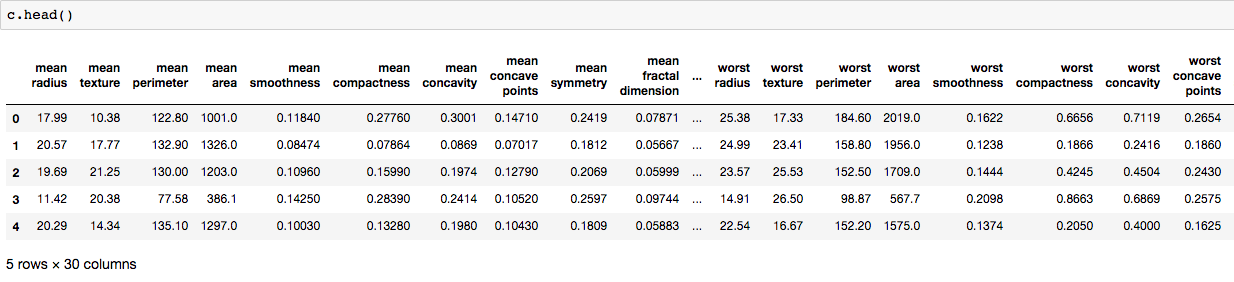 c.head()
mean radius mean texture mean perimeter mean area mean smoothness mean compactness mean concavity mean concave points mean symmetry mean fractal dimension ... worst radius worst texture worst perimeter worst area worst smoothness worst compactness worst concavity worst concave points
0 17.99 10.38 122.80 1001.0 0.11840 0.27760 0.3001 0.14710 0.2419 0.07871 ... 25.38 17.33 184.60 2019.0 0.1622 0.6656 0.7119 0.2654
1 20.57 17.77 132.90 1326.0 0.08474 0.07864 0.0869 0.07017 0.1812 0.05667 ... 24.99 23.41 158.80 1956.0 0.1238 0.1866 0.2416 0.1860
2 19.69 21.25 130.00 1203.0 0.10960 0.15990 0.1974 0.12790 0.2069 0.05999 ... 23.57 25.53 152.50 1709.0 0.1444 0.4245 0.4504 0.2430
3 11.42 20.38 77.58 386.1 0.14250 0.28390 0.2414 0.10520 0.2597 0.09744 ... 14.91 26.50 98.87 567.7 0.2098 0.8663 0.6869 0.2575
4 20.29 14.34 135.10 1297.0 0.10030 0.13280 0.1980 0.10430 0.1809 0.05883 ... 22.54 16.67 152.20 1575.0 0.1374 0.2050 0.4000 0.1625
5 rows × 30 columns